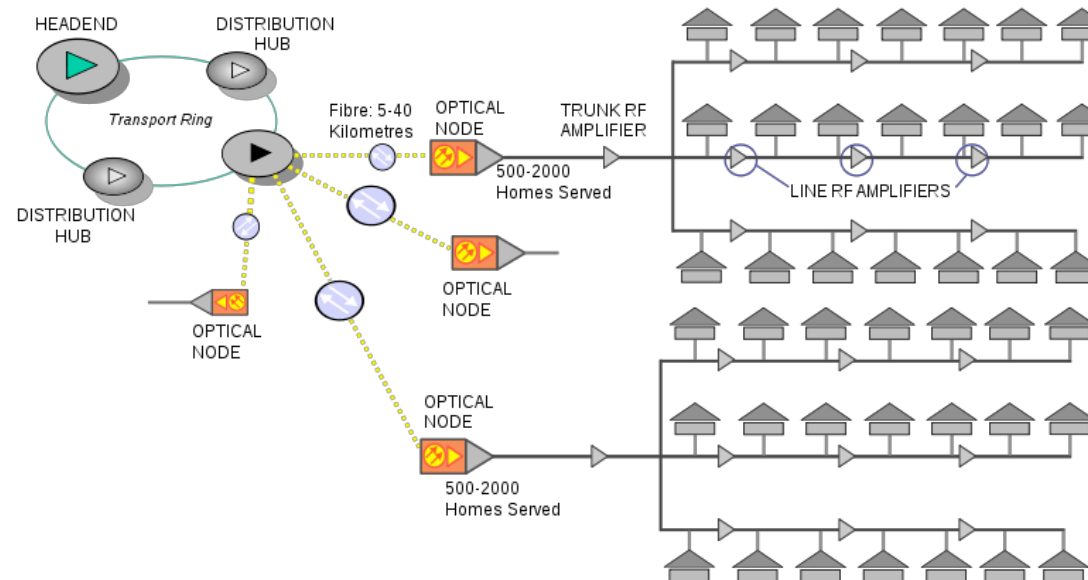 HEADEND
DISTRIBUTION
HUB
Transport Ring
DISTRIBUTION
HUB
Fibre: 5-40
Kilometres
OPTICAL
NODE
500-2000
Homes Served
TRUNK RF
AMPLIFIER
LINE RF AMPLIFIERS
OPTICAL
NODE
OPTICAL
NODE
OPTICAL
NODE
500-2000
Homes Served